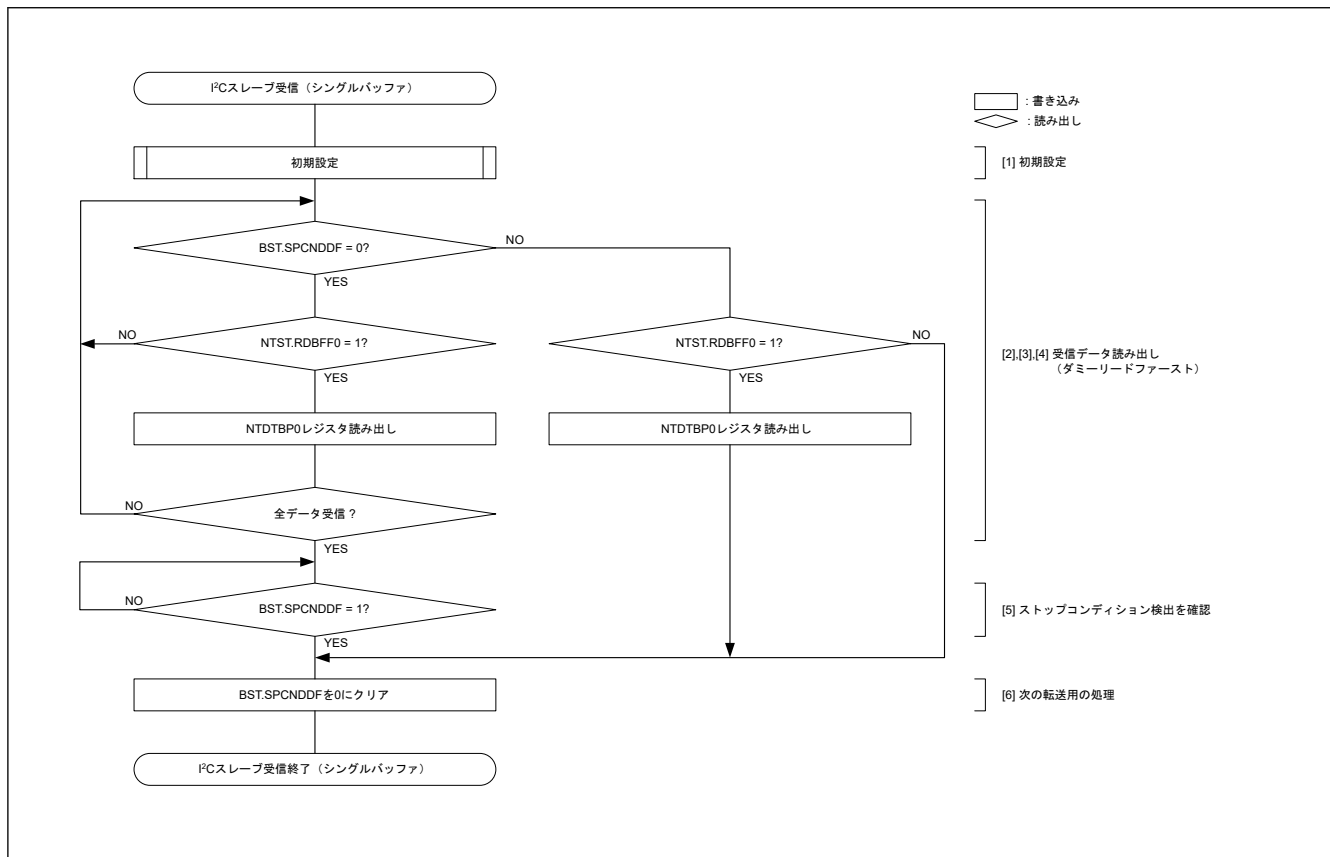 I²Cスレーブ受信（シングルバッファ）
: 書き込み
: 読み出し
初期設定
[1] 初期設定
BST.SPCNDDF = 0?
NO
YES
NO
NTST.RDBFF0 = 1?
YES
NTST.RDBFF0 = 1?
NO
YES
[2],[3],[4] 受信データ読み出し
（ダミーリードファースト）
NTDTBP0レジスタ読み出し
NTDTBP0レジスタ読み出し
NO
全データ受信 ?
YES
NO
BST.SPCNDDF = 1?
YES
[5] ストップコンディション検出を確認
BST.SPCNDDFを0にクリア
[6] 次の転送用の処理
I²Cスレーブ受信終了（シングルバッファ）